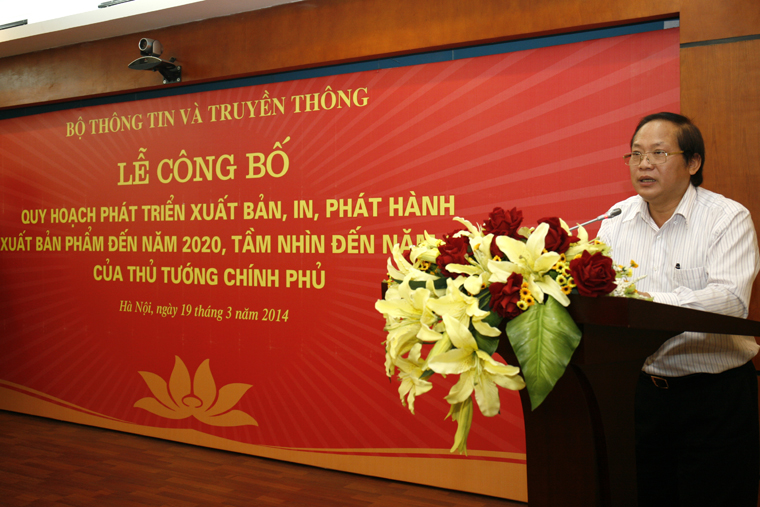 BỘ THÔNG TIN VÀ TRUYỀN THÔNG
LỄ CÔNG BỐ
QUY HOẠCH PHÁT TRIỂN XUẤT BẢN, IN, PHÁT HÀNH
XUẤT BẢN PHẨM ĐẾN NĂM 2020, TẦM NHÌN ĐẾN
CỦA THỦ TƯỚNG CHÍNH PHỦ
Hà Nội, ngày 19 tháng 3 năm 2014